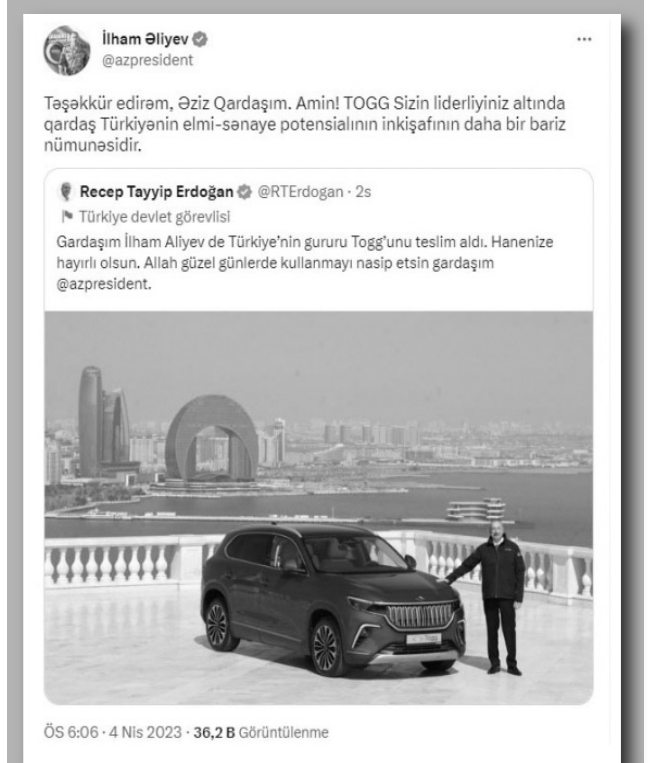 İlham Əliyev
@azpresident
Təşəkkür edirəm, Əziz Qardaşım. Amin! TOGG Sizin liderliyiniz altında
qardaş Türkiyənin elmi-sənaye potensialının inkişafının daha bir bariz
nümunəsidir.
Recep Tayyip Erdoğan @RTErdogan · 2s
Türkiye devlet görevlisi
Gardaşım İlham Aliyev de Türkiye’nin gururu Togg’unu teslim aldı. Hanenize
hayırlı olsun. Allah güzel günlerde kullanmayı nasip etsin gardaşım
@azpresident.
ÖS 6:06 · 4 Nis 2023 · 36,2 B Görüntülenme